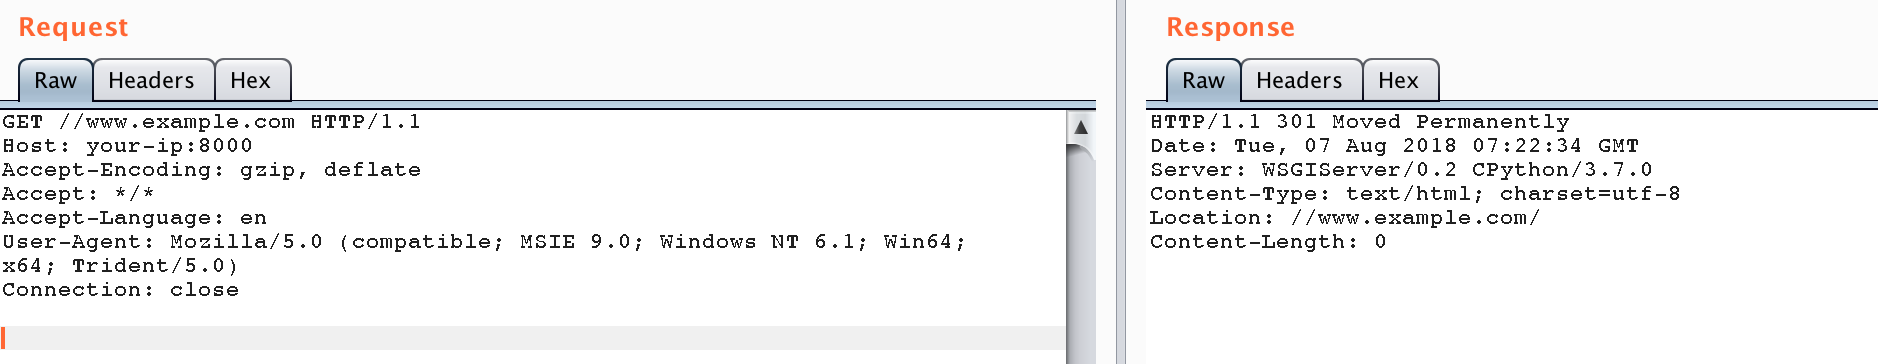 Request
Raw Headers Hex
GET //www.example.com HTTP/1.1
Host: your-ip:8000
Accept-Encoding: gzip, deflate
Accept: */*
Accept-Language: en
User-Agent: Mozilla/5.0 (compatible; MSIE 9.0; Windows NT 6.1; Win64;
x64; Trident/5.0)
Connection: close
Response
Raw Headers Hex
HTTP/1.1 301 Moved Permanently
Date: Tue, 07 Aug 2018 07:22:34 GMT
Server: WSGIServer/0.2 CPython/3.7.0
Content-Type: text/html; charset=utf-8
Location: //www.example.com/
Content-Length: 0